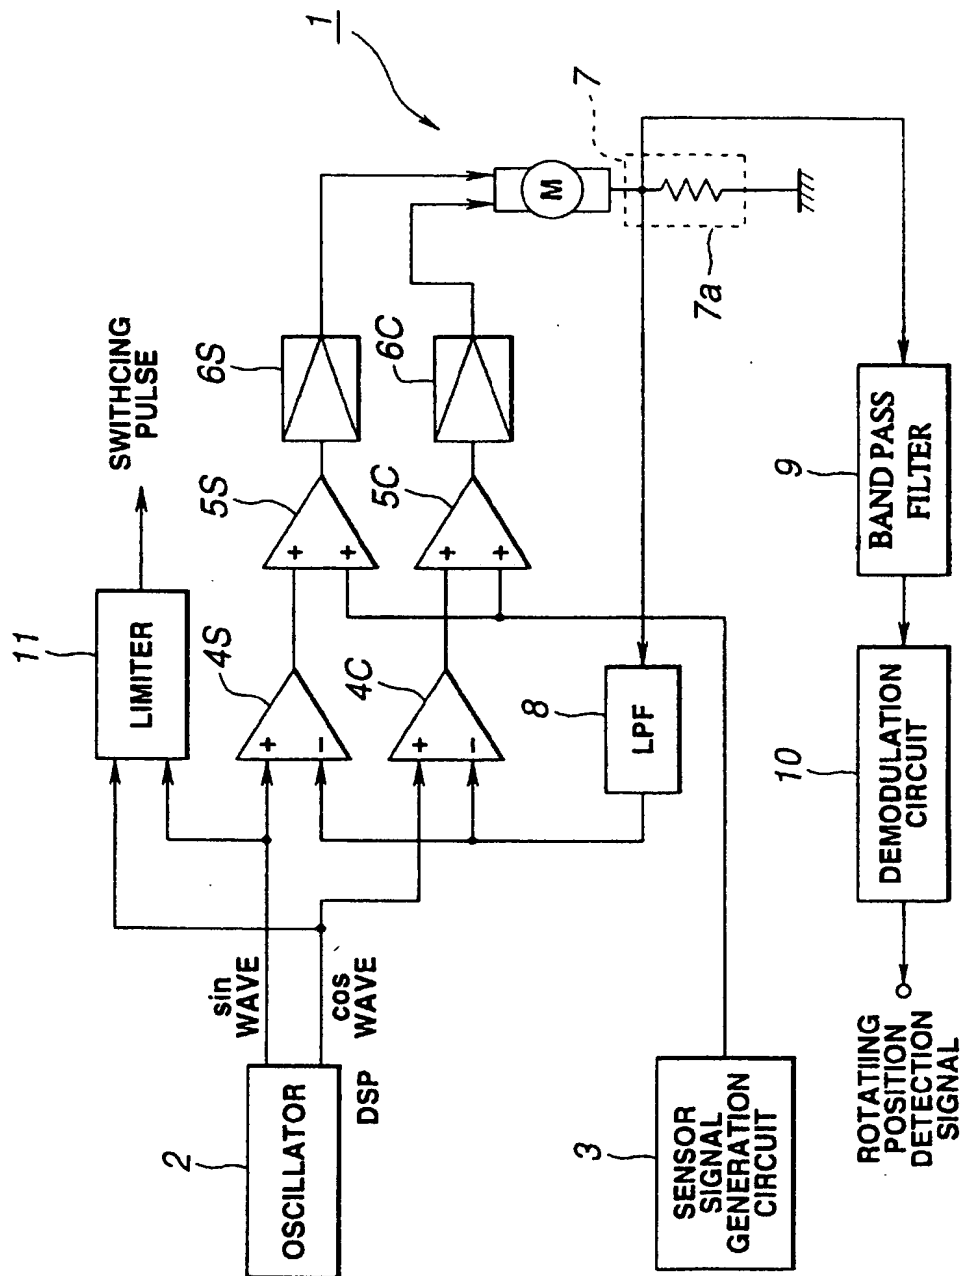 1
SWITHCING
PULSE
11
LIMITER
6S
5S
4S
+
−
+
+
6C
5C
4C
+
−
+
+
M
7
7a
sin
WAVE
cos
WAVE
2
OSCILLATOR
DSP
8
LPF
3
SENSOR
SIGNAL
GENERATION
CIRCUIT
9
BAND PASS
FILTER
10
DEMODULATION
CIRCUIT
ROTATIING
POSITION
DETECTION
SIGNAL